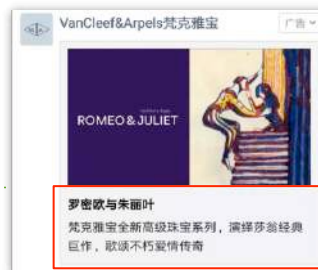 VanCleef&Arpels梵克雅宝
广告
ROMEO & JULIET
罗密欧与朱丽叶
梵克雅宝全新高级珠宝系列，演绎莎翁经典
巨作，歌颂不朽爱情传奇